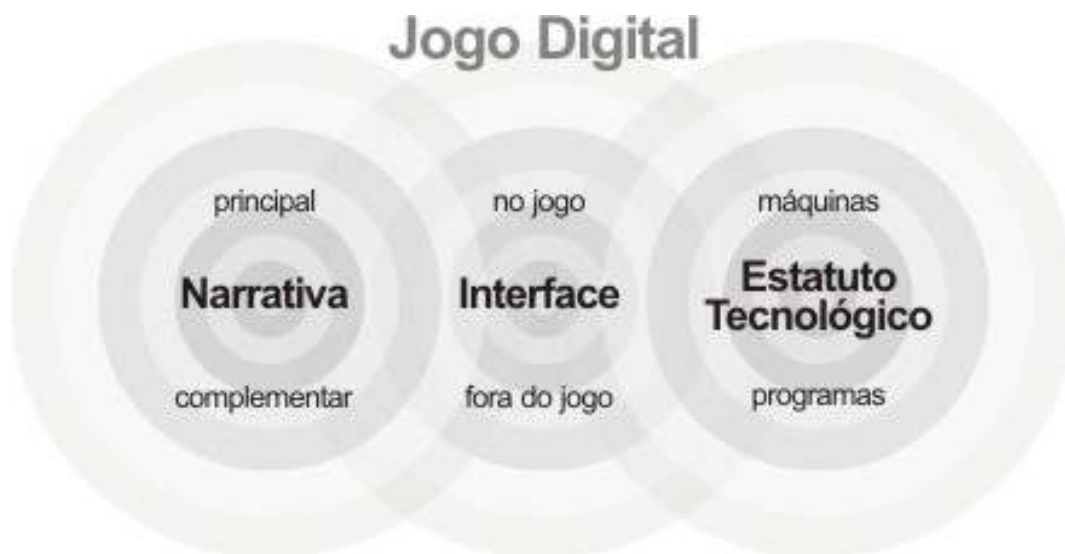 Jogo Digital
principal
no jogo
máquinas
Narrativa
Interface
Estatuto
Tecnológico
complementar
fora do jogo
programas